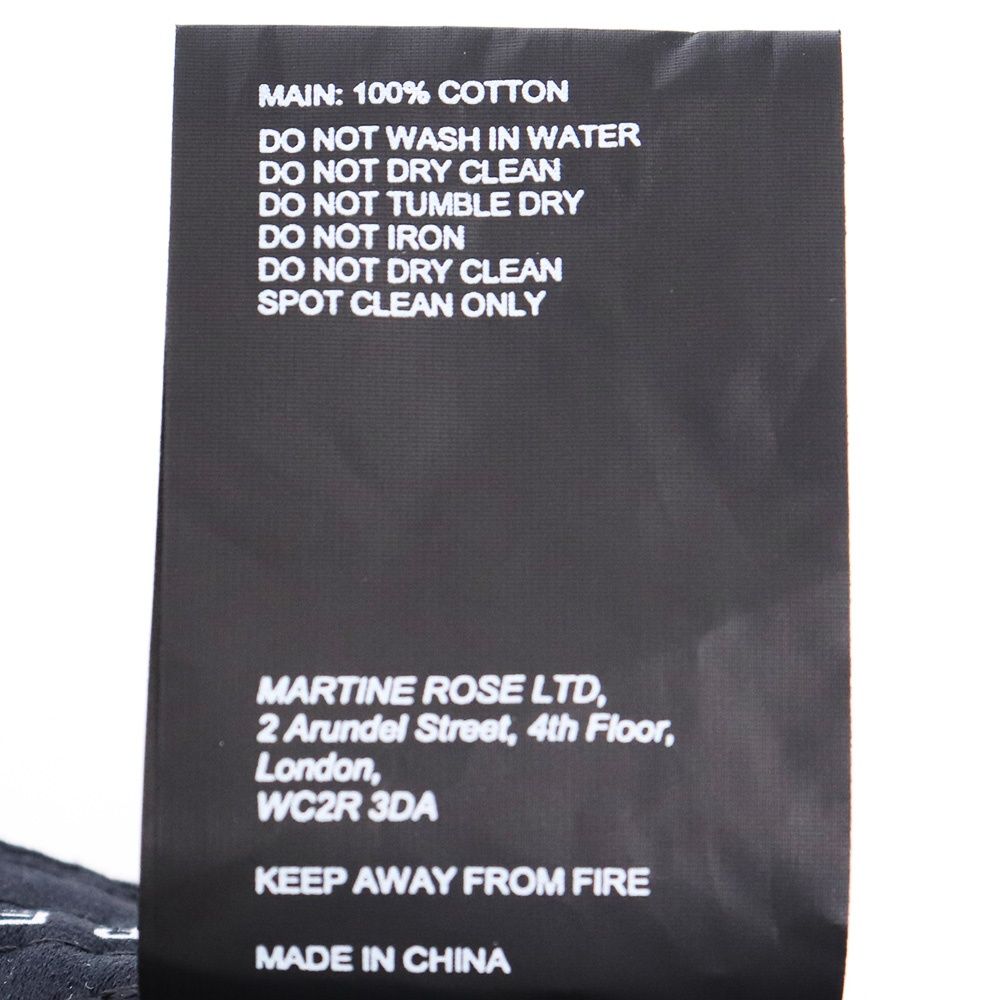 MAIN: 100% COTTON
DO NOT WASH IN WATER
DO NOT DRY CLEAN
DO NOT TUMBLE DRY
DO NOT IRON
DO NOT DRY CLEAN
SPOT CLEAN ONLY
MARTINE ROSE LTD,
2 Arundel Street, 4th Floor,
London,
WC2R 3DA
KEEP AWAY FROM FIRE
MADE IN CHINA